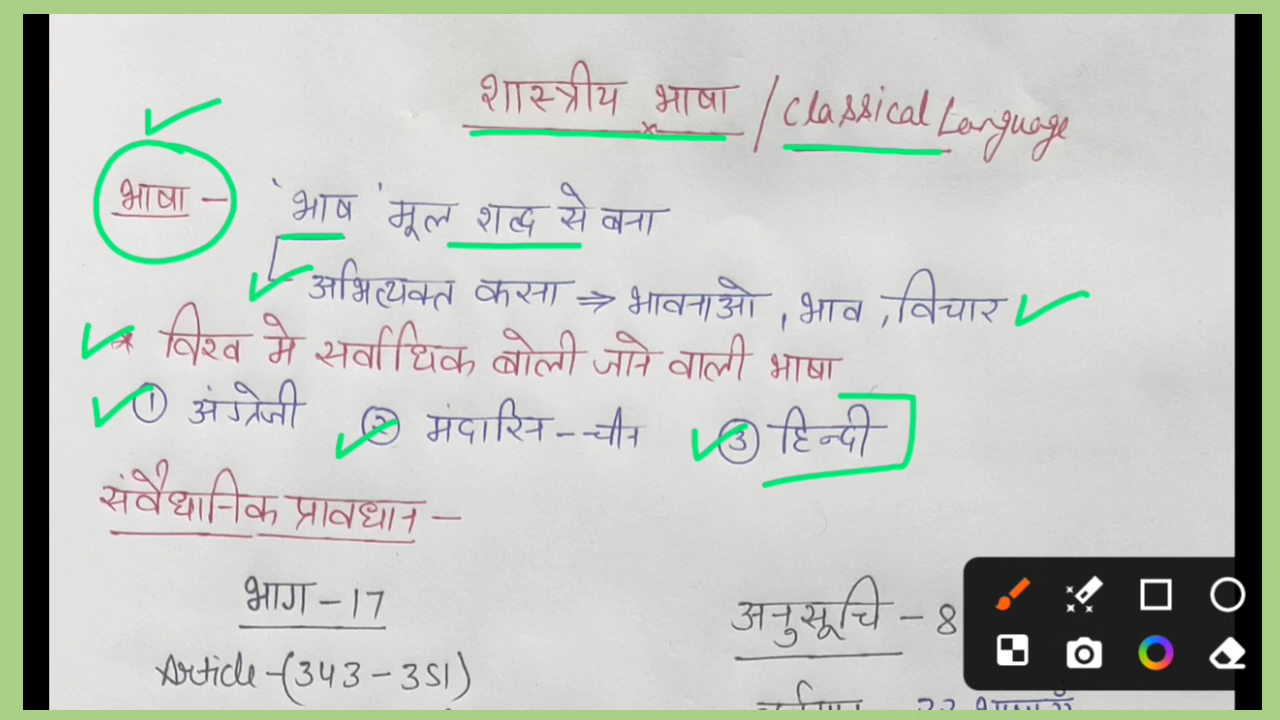 शास्त्रीय भाषा / Classical Language
भाषा - 'भाष' मूल शब्द से बना
अभिव्यक्त करना ⇒ भावनाओ, भाव, विचार
* विश्व मे सर्वाधिक बोली जाने वाली भाषा
① अंग्रेजी ② मंदारिन - चीन ③ हिन्दी
संवैधानिक प्रावधान -
भाग - 17 अनुसूचि - 8
Article - (343 - 351)
22 भाषाएँ